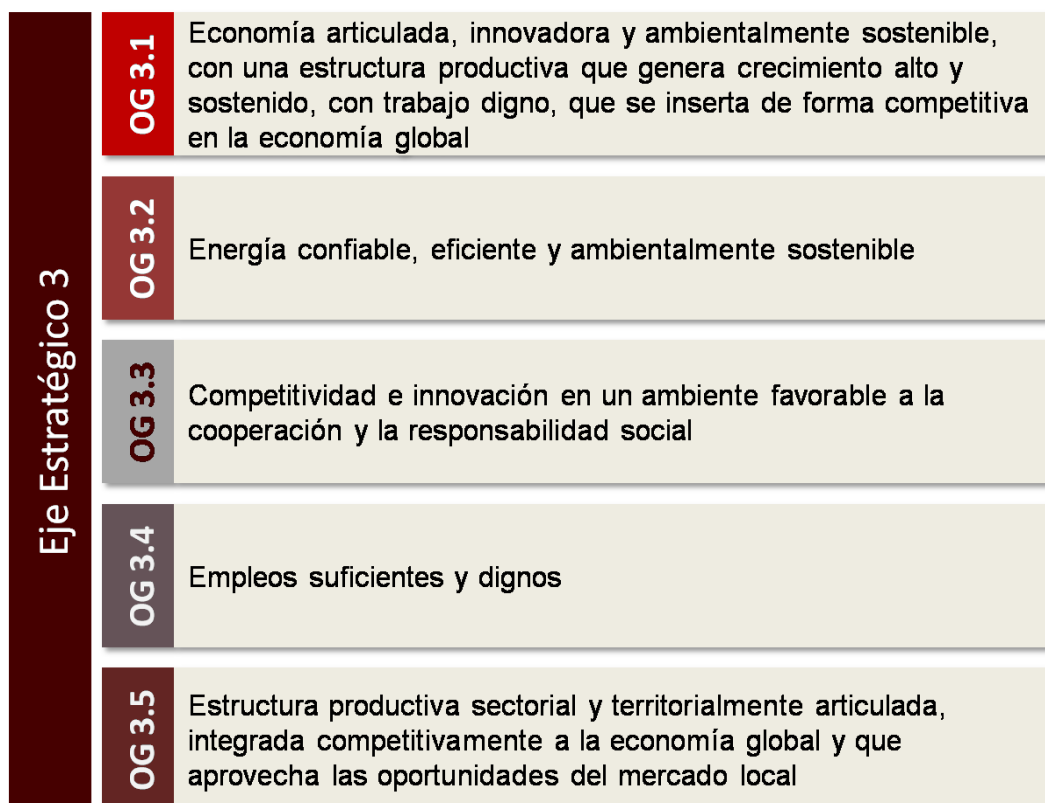 Eje Estratégico 3
OG 3.1
Economía articulada, innovadora y ambientalmente sostenible,
con una estructura productiva que genera crecimiento alto y
sostenido, con trabajo digno, que se inserta de forma competitiva
en la economía global
OG 3.2
Energía confiable, eficiente y ambientalmente sostenible
OG 3.3
Competitividad e innovación en un ambiente favorable a la
cooperación y la responsabilidad social
OG 3.4
Empleos suficientes y dignos
OG 3.5
Estructura productiva sectorial y territorialmente articulada,
integrada competitivamente a la economía global y que
aprovecha las oportunidades del mercado local